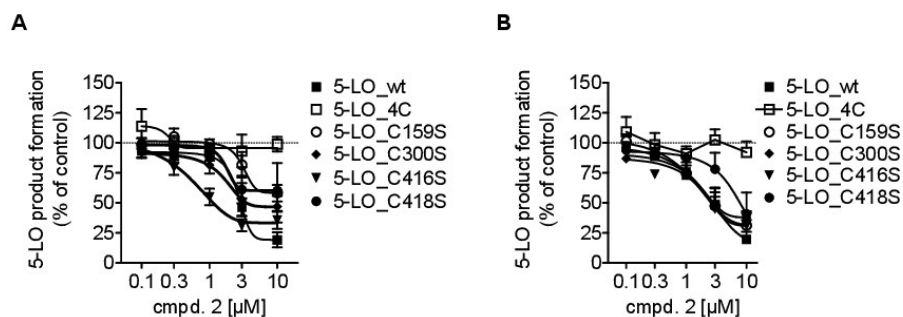 A
5-LO product formation
(% of control)
150
125
100
75
50
25
0
0.1 0.3 1 3 10
cmpd. 2 [µM]
5-LO_wt
5-LO_4C
5-LO_C159S
5-LO_C300S
5-LO_C416S
5-LO_C418S
B
5-LO product formation
(% of control)
150
125
100
75
50
25
0
0.1 0.3 1 3 10
cmpd. 2 [µM]
5-LO_wt
5-LO_4C
5-LO_C159S
5-LO_C300S
5-LO_C416S
5-LO_C418S